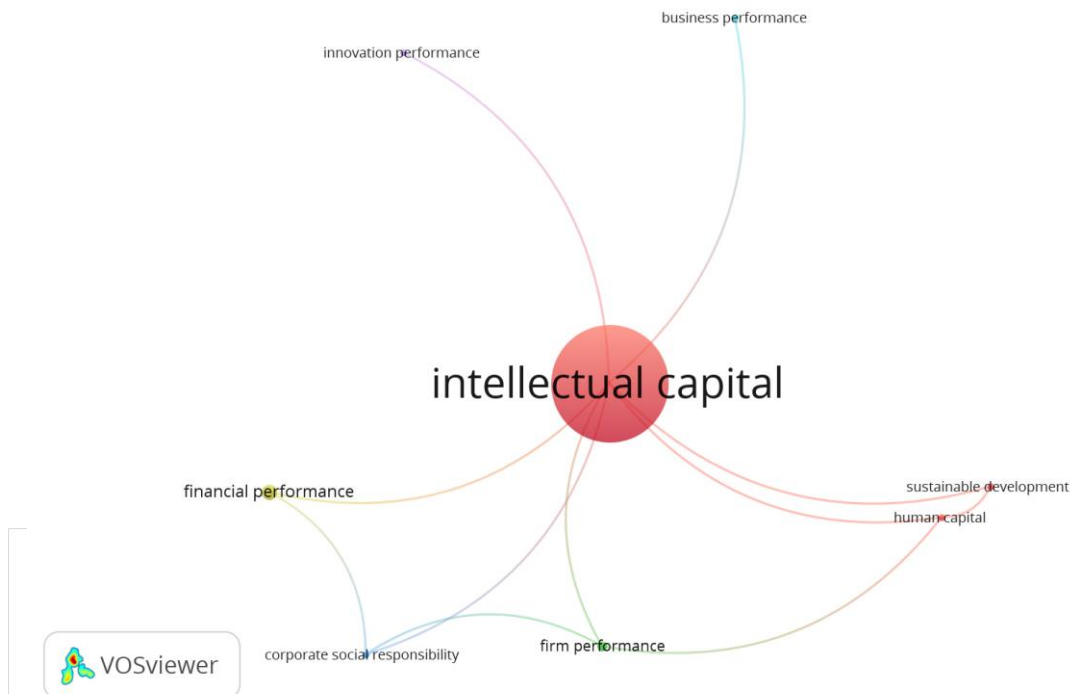 business performance
innovation performance
intellectual capital
sustainable development
financial performance
human capital
firm performance
corporate social responsibility
VOSviewer